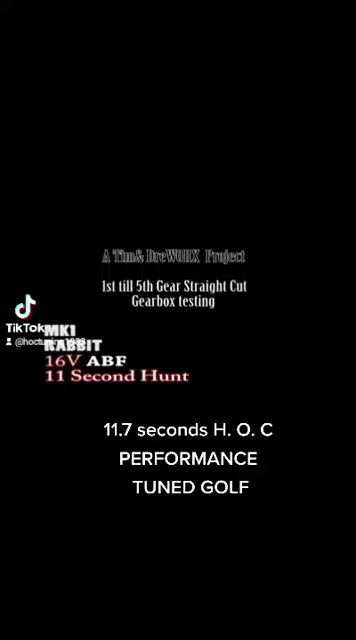 A Tim& DreWORX Project
1st till 5th Gear Straight Cut
Gearbox testing
TikTok
MK1
RABBIT
16V ABF
11 Second Hunt
11.7 seconds H. O. C
PERFORMANCE
TUNED GOLF